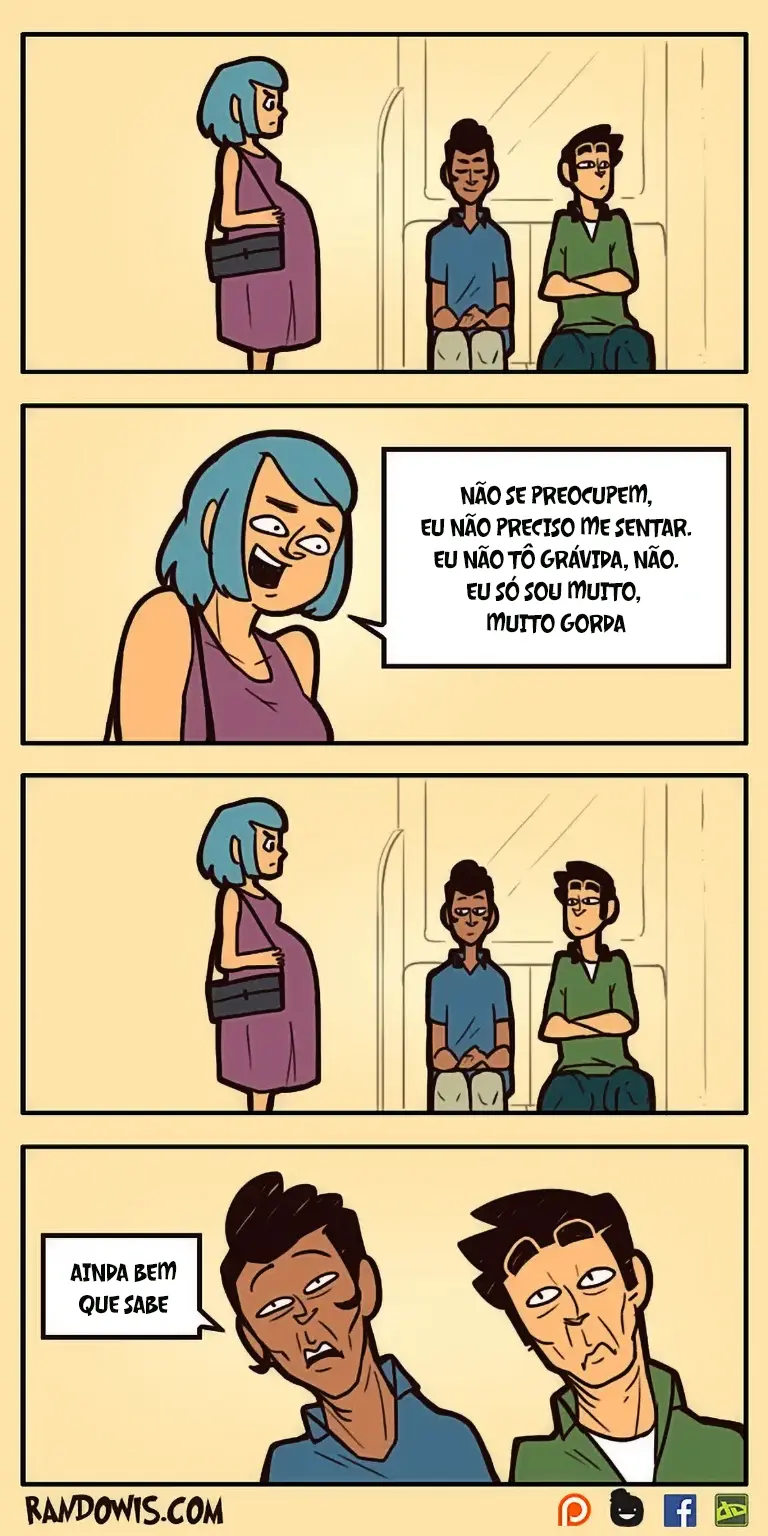 NÃO SE PREOCUPEM,
EU NÃO PRECISO ME SENTAR.
EU NÃO TÔ GRÁVIDA, NÃO.
EU SÓ SOU MUITO,
MUITO GORDA
AINDA BEM
QUE SABE
RANDOWIS.COM